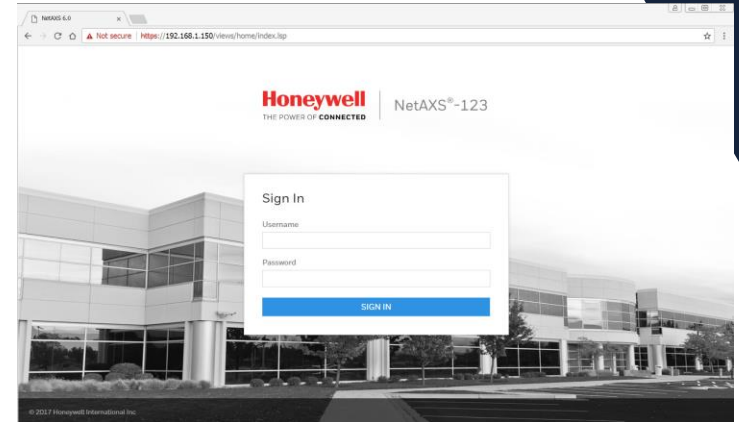 NetAXS 6.0
Not secure | https://192.168.1.150/views/home/index.lsp
Honeywell
THE POWER OF CONNECTED
NetAXS®-123
Sign In
Username
Password
SIGN IN
© 2017 Honeywell International Inc